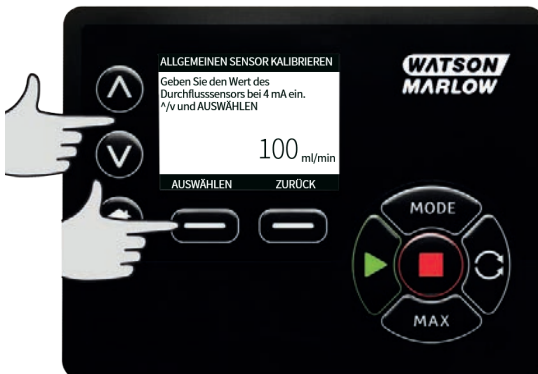 ALLGEMEINEN SENSOR KALIBRIEREN
Geben Sie den Wert des
Durchflusssensors bei 4 mA ein.
^/v und AUSWÄHLEN
100 ml/min
AUSWÄHLEN ZURÜCK
WATSON
MARLOW
MODE
MAX